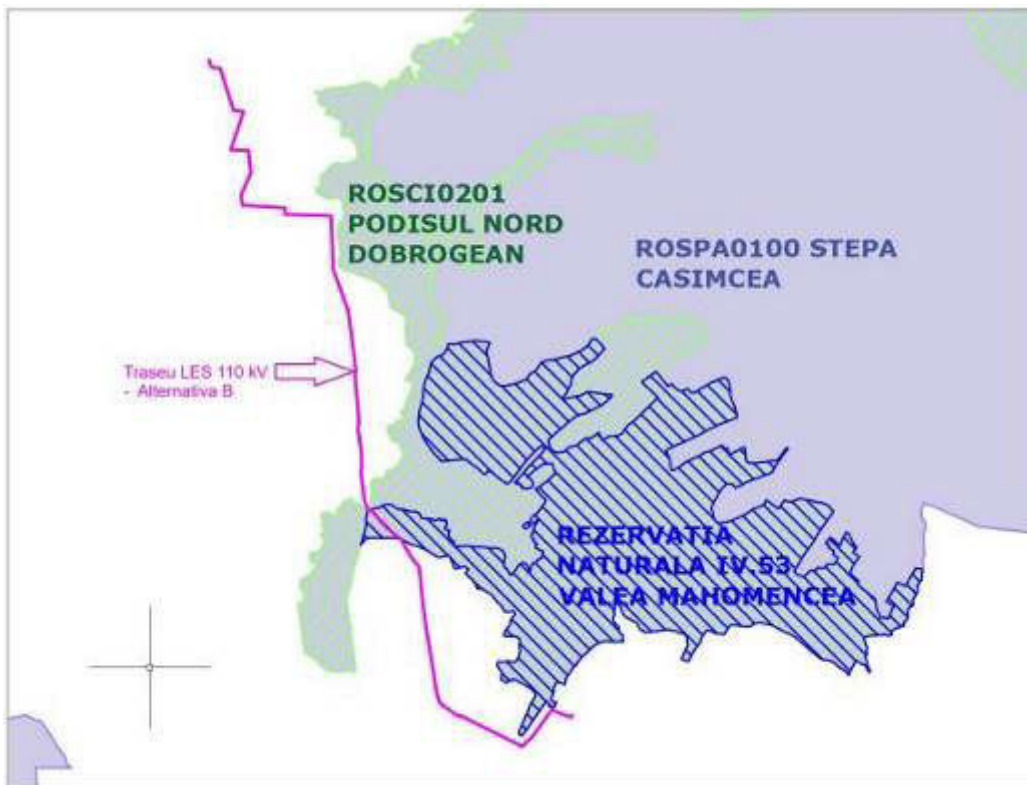 ROSCI0201
PODISUL NORD
DOBROGEAN
ROSPA0100 STEPA
CASIMCEA
Traseu LES 110 kV
- Alternativa B
REZERVATIA
NATURALA IV.53
VALEA MAHOMENCEA